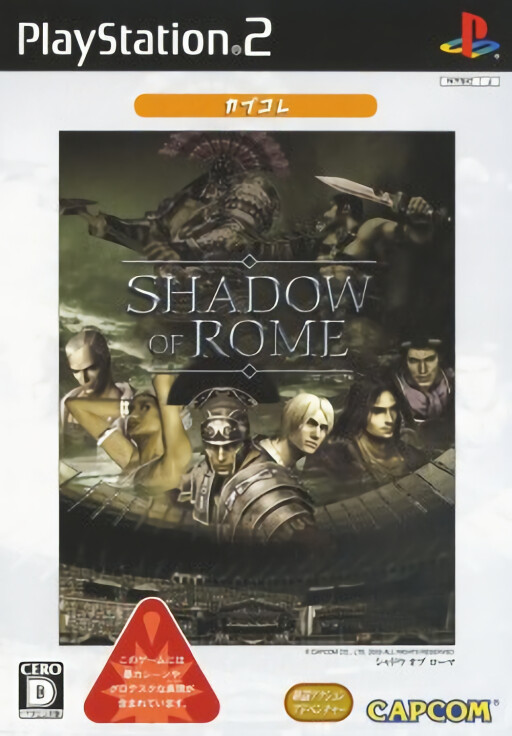 PlayStation.2
カプコレ
SHADOW
OF ROME
© CAPCOM CO., LTD. 2005 ALL RIGHTS RESERVED.
シャドウ オブ ローマ
このゲームには
暴力シーンや
グロテスクな表現が
含まれています。
CERO
D
CAPCOM®